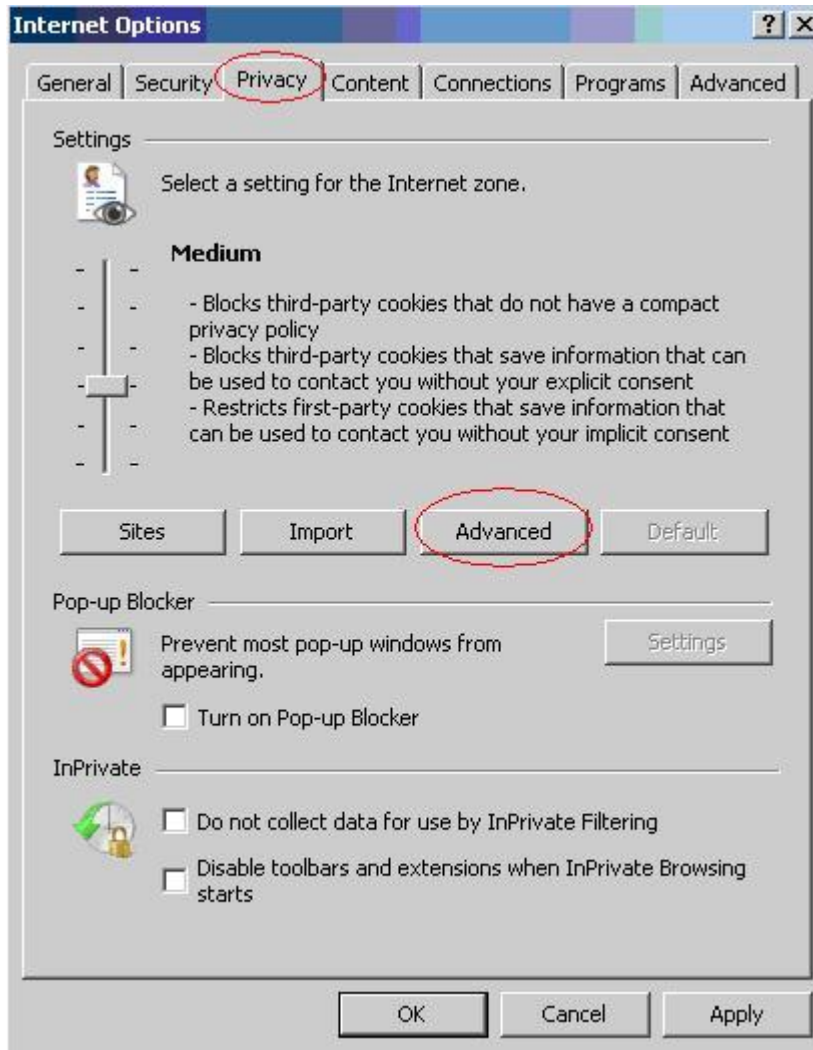 Internet Options
General Security Privacy Content Connections Programs Advanced
Settings
Select a setting for the Internet zone.
Medium
- Blocks third-party cookies that do not have a compact
privacy policy
- Blocks third-party cookies that save information that can
be used to contact you without your explicit consent
- Restricts first-party cookies that save information that
can be used to contact you without your implicit consent
Sites Import Advanced Default
Pop-up Blocker
Prevent most pop-up windows from
appearing.
Settings
Turn on Pop-up Blocker
InPrivate
Do not collect data for use by InPrivate Filtering
Disable toolbars and extensions when InPrivate Browsing
starts
OK Cancel Apply